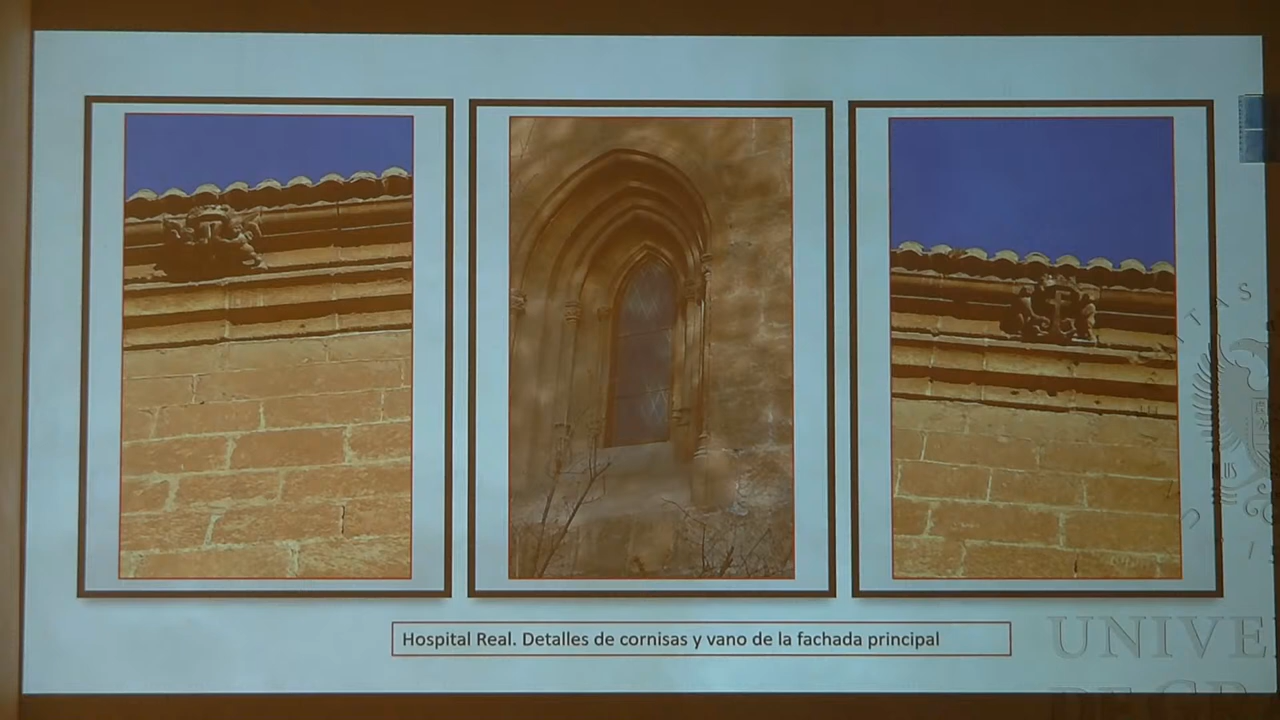 Hospital Real. Detalles de cornisas y vano de la fachada principal
UNIVE